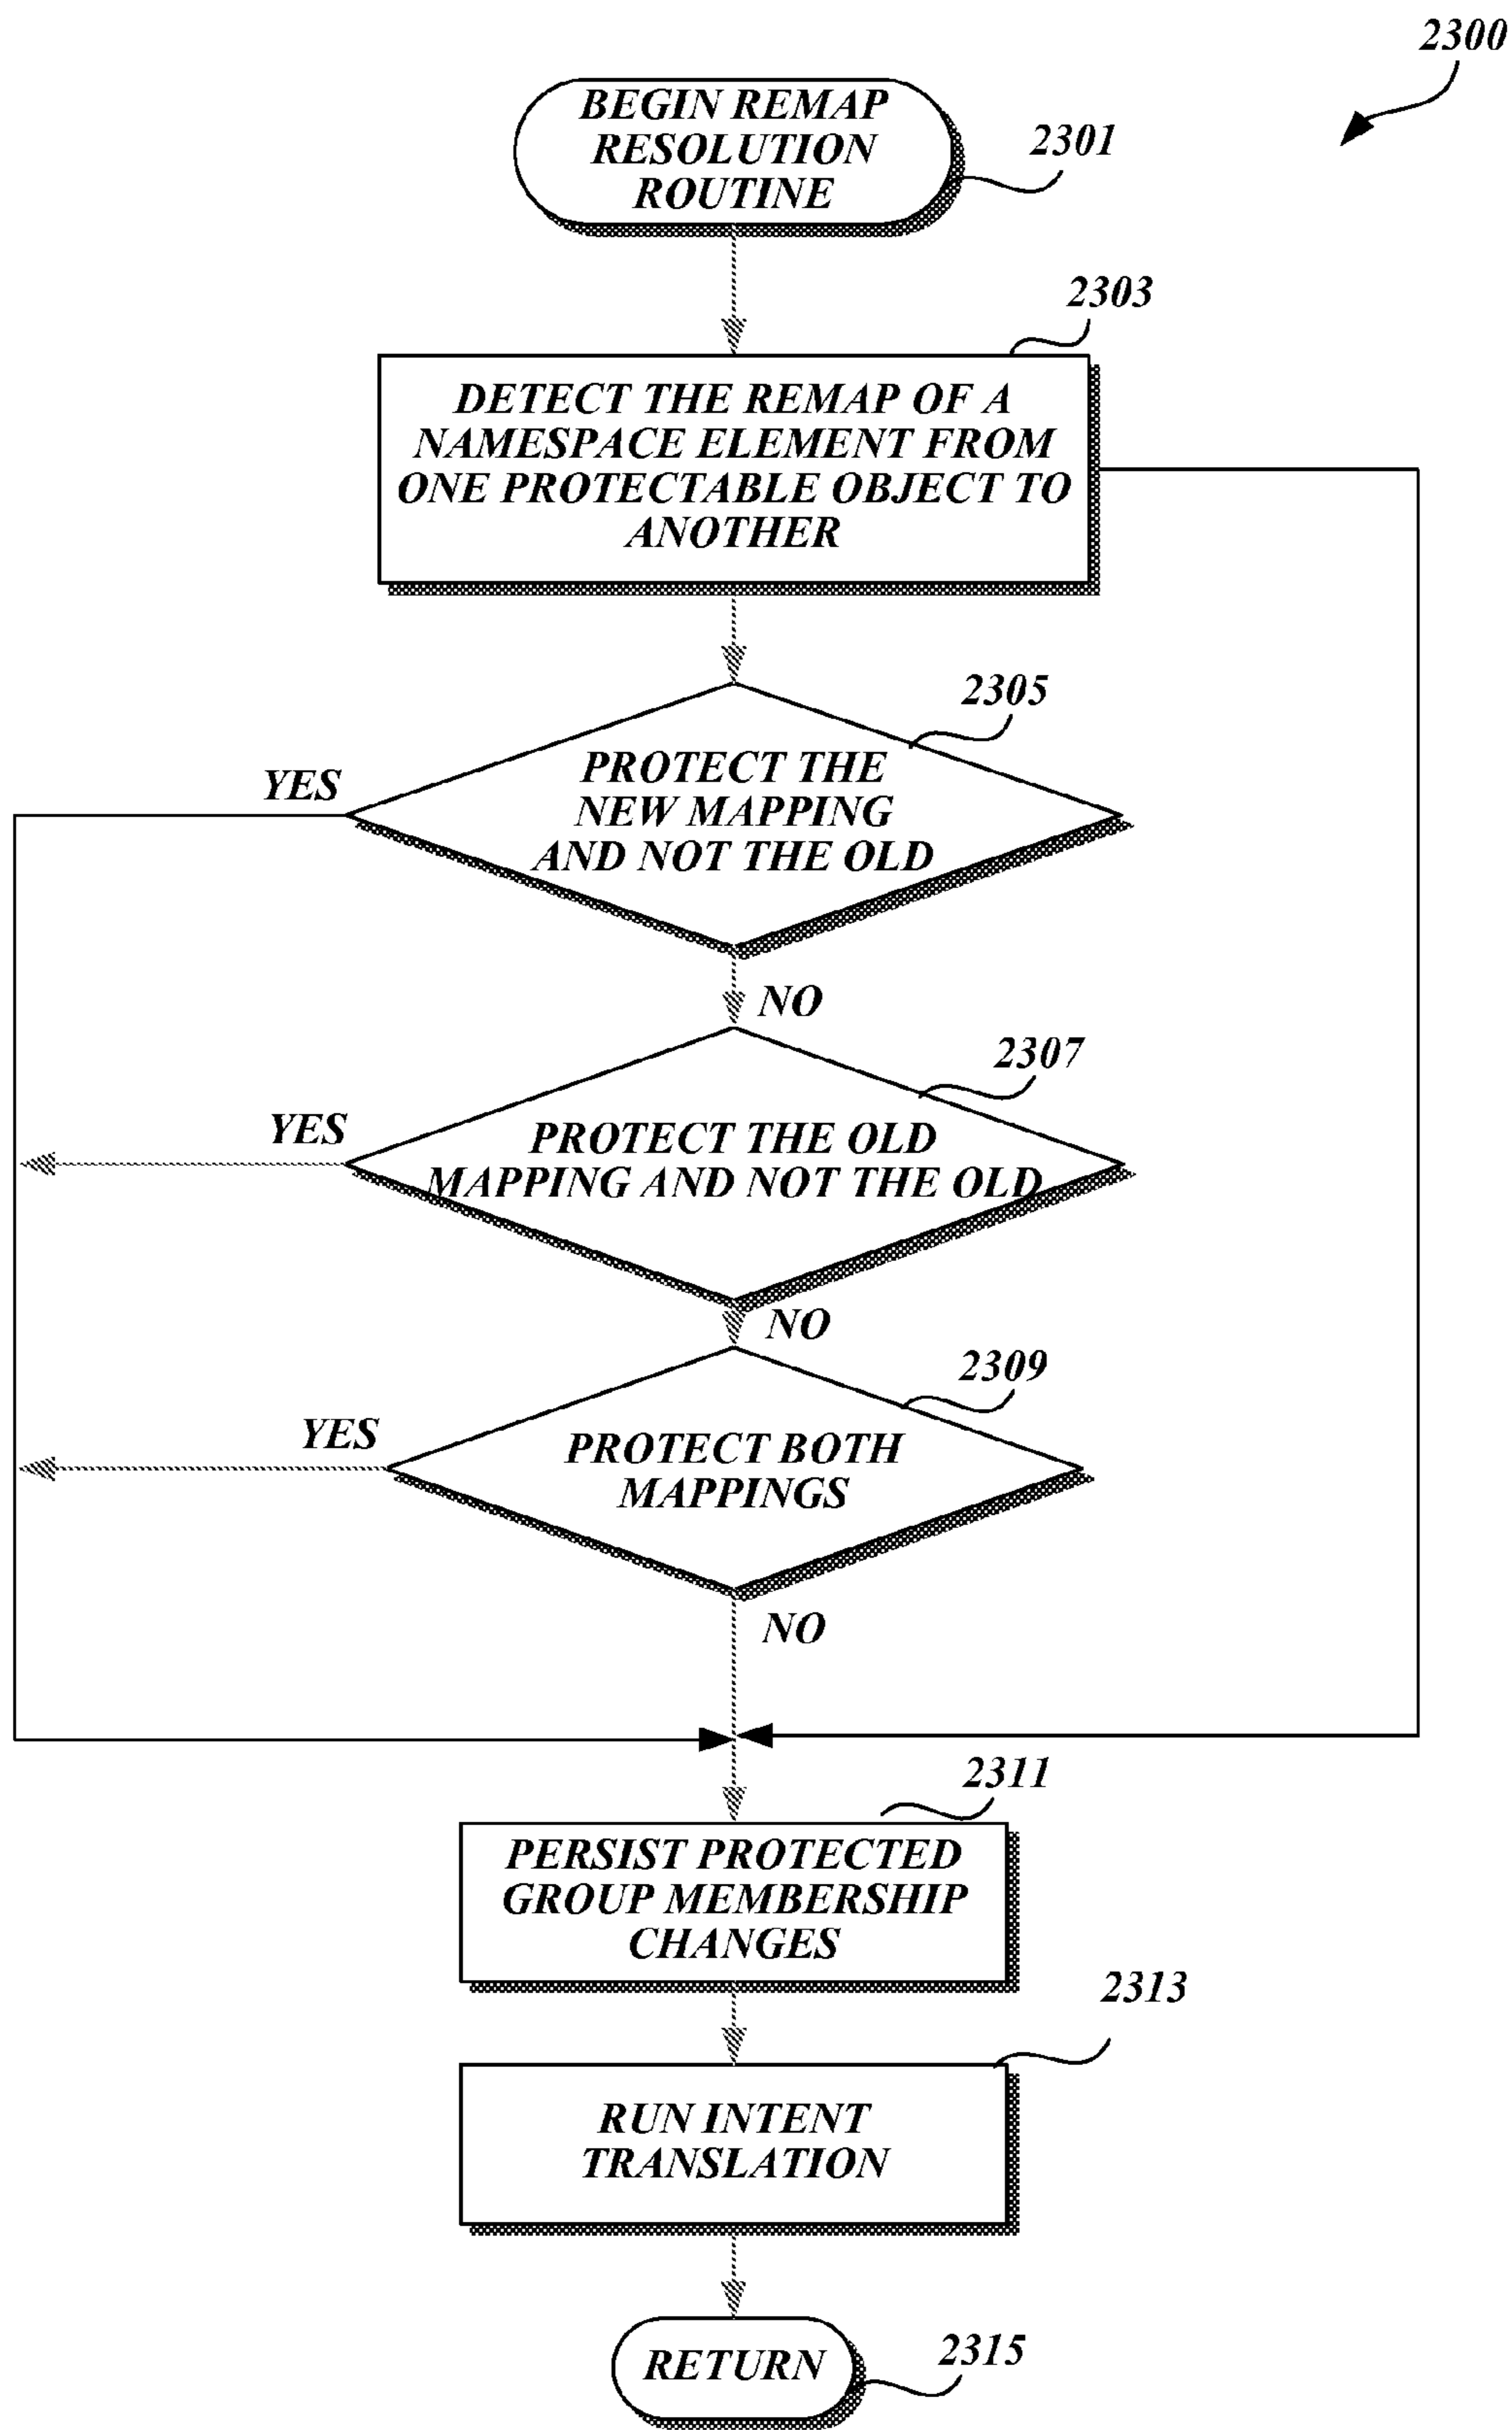 2300
BEGIN REMAP
RESOLUTION
ROUTINE
2301
2303
DETECT THE REMAP OF A
NAMESPACE ELEMENT FROM
ONE PROTECTABLE OBJECT TO
ANOTHER
2305
YES
PROTECT THE
NEW MAPPING
AND NOT THE OLD
NO
2307
YES
PROTECT THE OLD
MAPPING AND NOT THE OLD
NO
2309
YES
PROTECT BOTH
MAPPINGS
NO
2311
PERSIST PROTECTED
GROUP MEMBERSHIP
CHANGES
2313
RUN INTENT
TRANSLATION
RETURN
2315